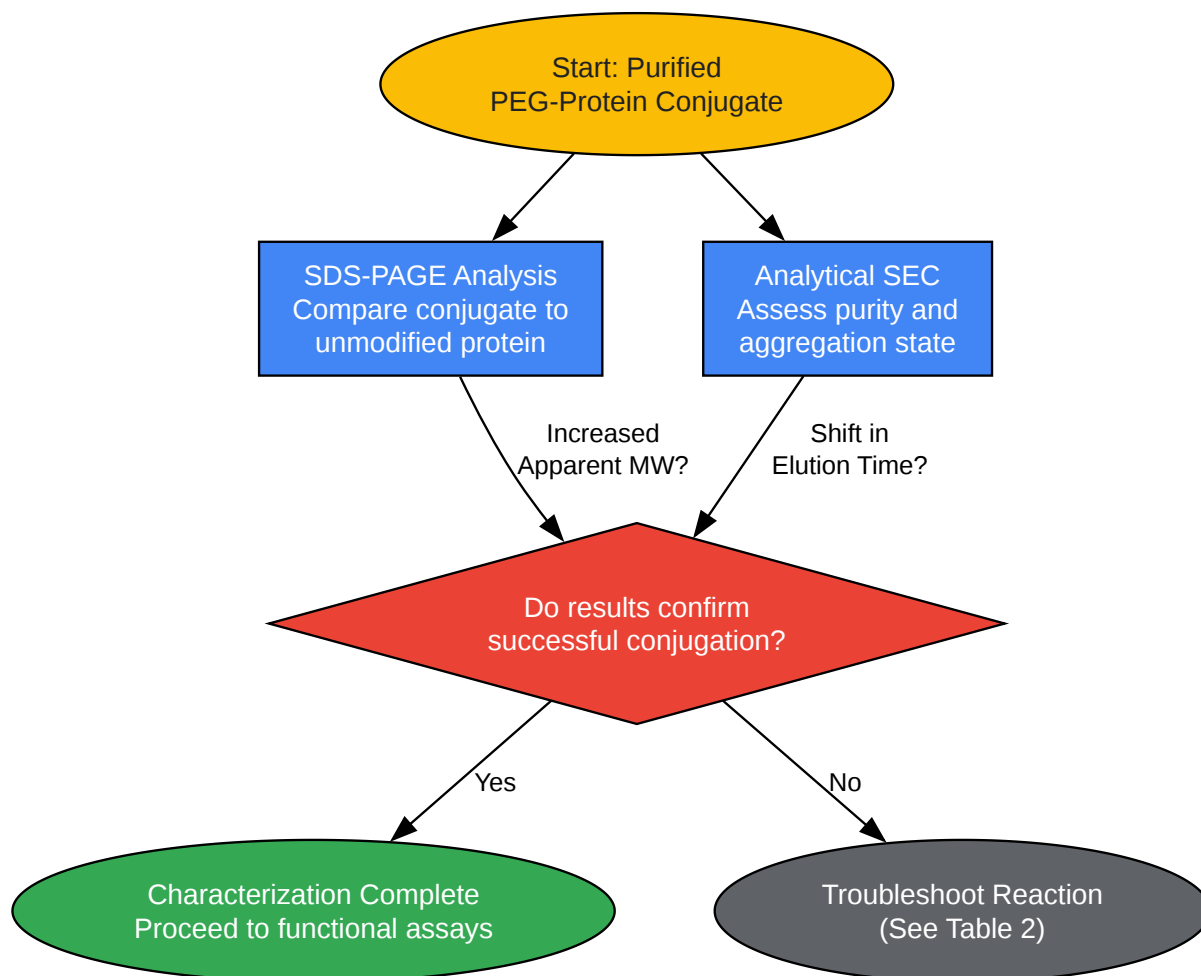 Start: Purified
PEG-Protein Conjugate
SDS-PAGE Analysis
Compare conjugate to
unmodified protein
Analytical SEC
Assess purity and
aggregation state
Increased
Apparent MW?
Shift in
Elution Time?
Do results confirm
successful conjugation?
Yes
No
Characterization Complete
Proceed to functional assays
Troubleshoot Reaction
(See Table 2)